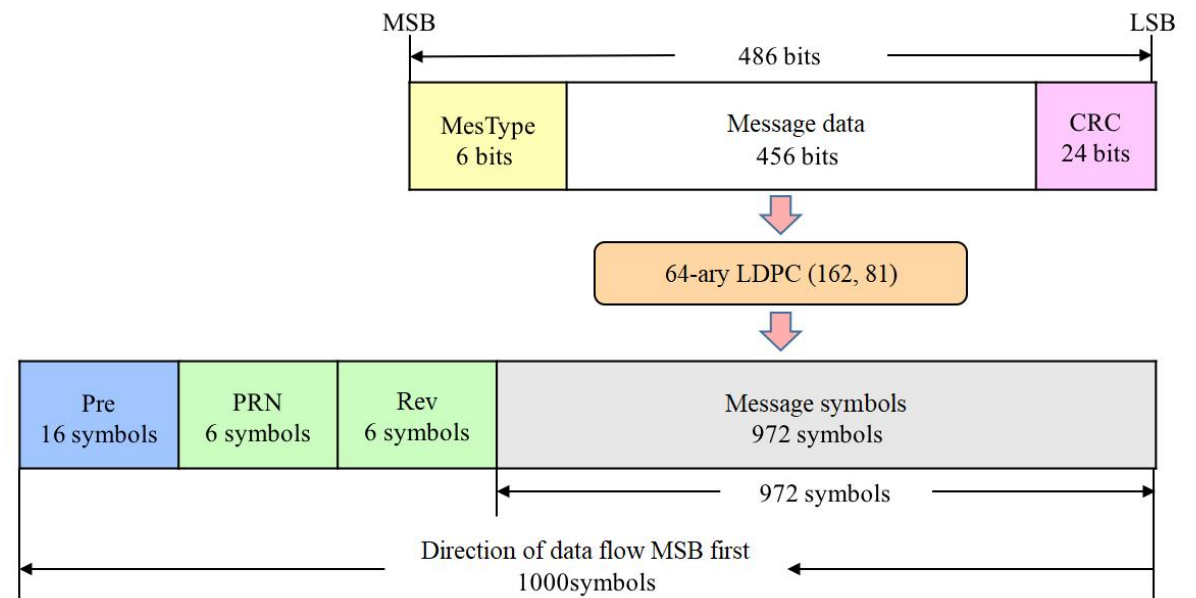 MSB
LSB
486 bits
MesType
6 bits
Message data
456 bits
CRC
24 bits
64-ary LDPC (162, 81)
Pre
16 symbols
PRN
6 symbols
Rev
6 symbols
Message symbols
972 symbols
972 symbols
Direction of data flow MSB first
1000symbols